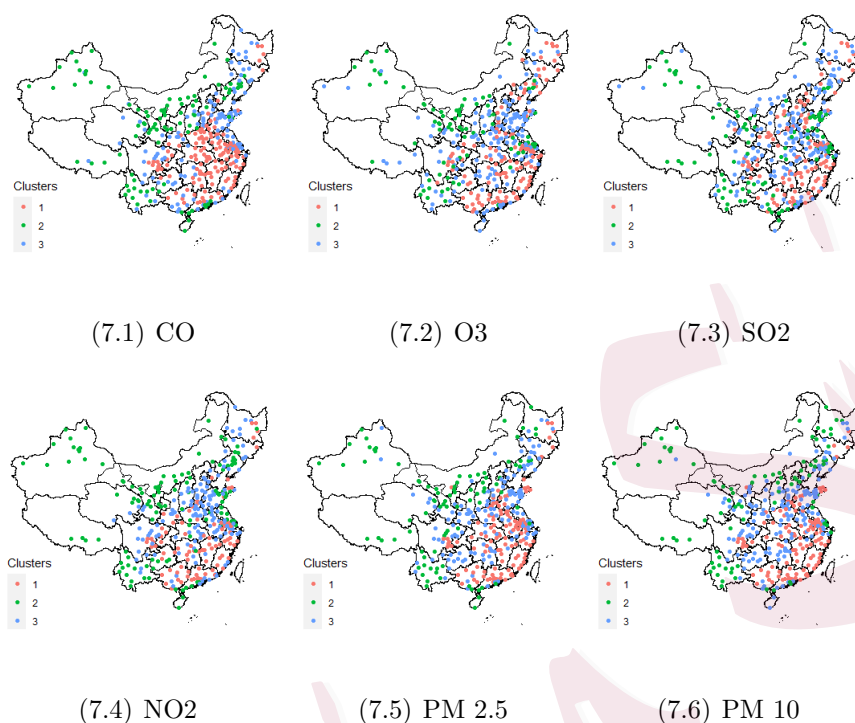 Clusters
1
2
3
Clusters
1
2
3
Clusters
1
2
3
(7.1) CO
(7.2) O3
(7.3) SO2
Clusters
1
2
3
Clusters
1
2
3
Clusters
1
2
3
(7.4) NO2
(7.5) PM 2.5
(7.6) PM 10